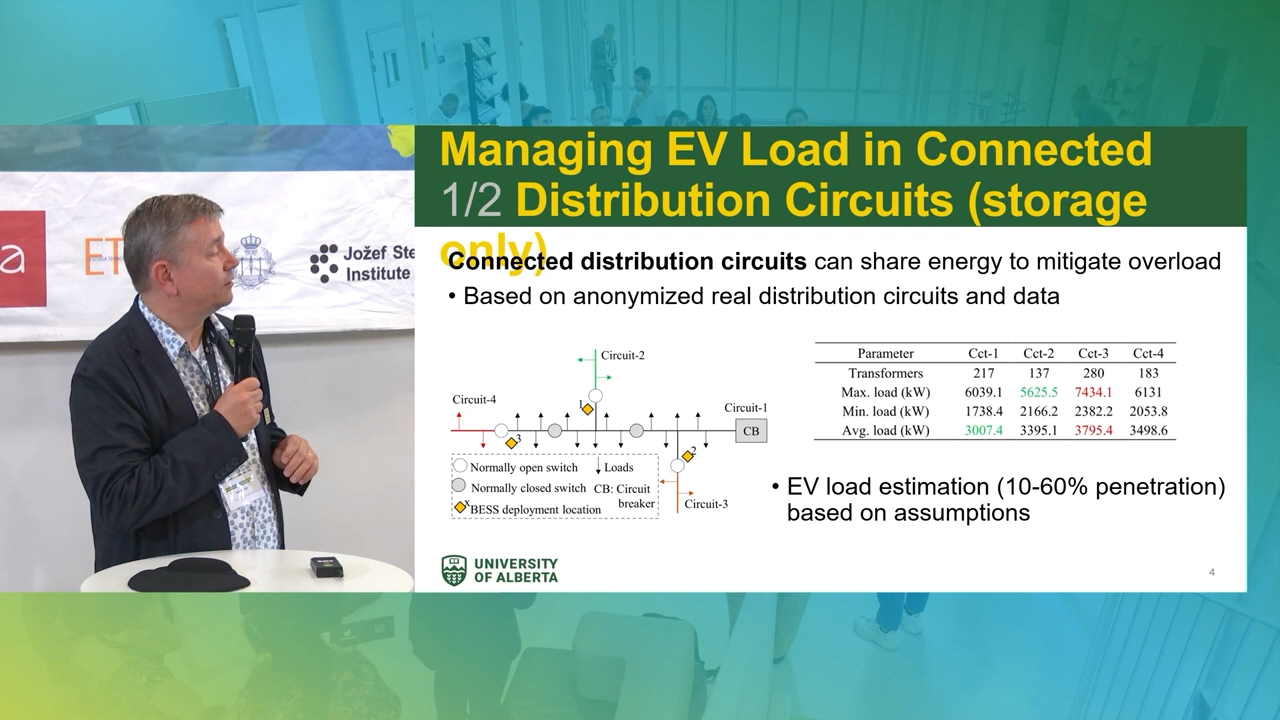 a
ET
Jožef Ste
Institute
Managing EV Load in Connected
1/2 Distribution Circuits (storage
only)
Connected distribution circuits can share energy to mitigate overload
• Based on anonymized real distribution circuits and data
Circuit-2
1
Circuit-4
Circuit-1
CB
3
2
Normally open switch
Loads
Normally closed switch
CB: Circuit
breaker
x
BESS deployment location
Circuit-3
Parameter Cct-1 Cct-2 Cct-3 Cct-4
Transformers 217 137 280 183
Max. load (kW) 6039.1 5625.5 7434.1 6131
Min. load (kW) 1738.4 2166.2 2382.2 2053.8
Avg. load (kW) 3007.4 3395.1 3795.4 3498.6
• EV load estimation (10-60% penetration)
based on assumptions
UNIVERSITY
OF ALBERTA
4